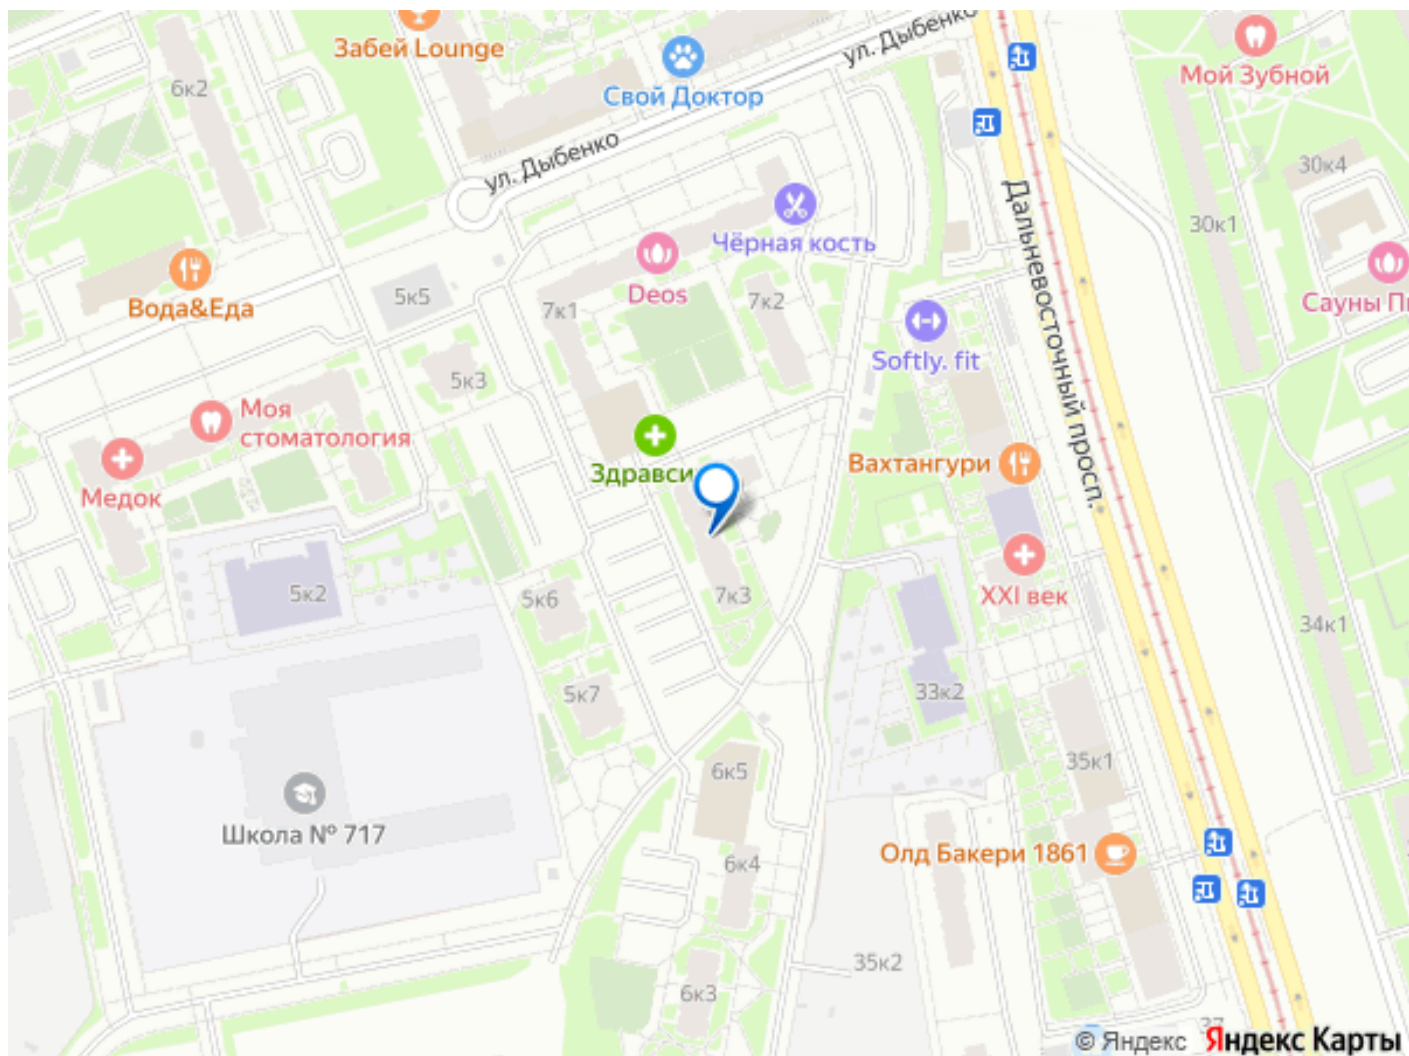 Забей Lounge
6к2
Свой Доктор
ул. Дыбенко
ул. Дыбенко
Мой Зубной
30к4
30к1
Чёрная кость
Deos
7к1
7к2
5к5
Вода&Еда
Дальневосточный просп.
Сауны
Softly. fit
5к3
Моя
стоматология
Медок
Здравси
Вахтангури
XXI век
5к2
5к6
7к3
34к1
5к7
33к2
6к5
35к1
Школа № 717
6к4
Олд Бакери 1861
35к2
6к3
37
© Яндекс Яндекс Карты